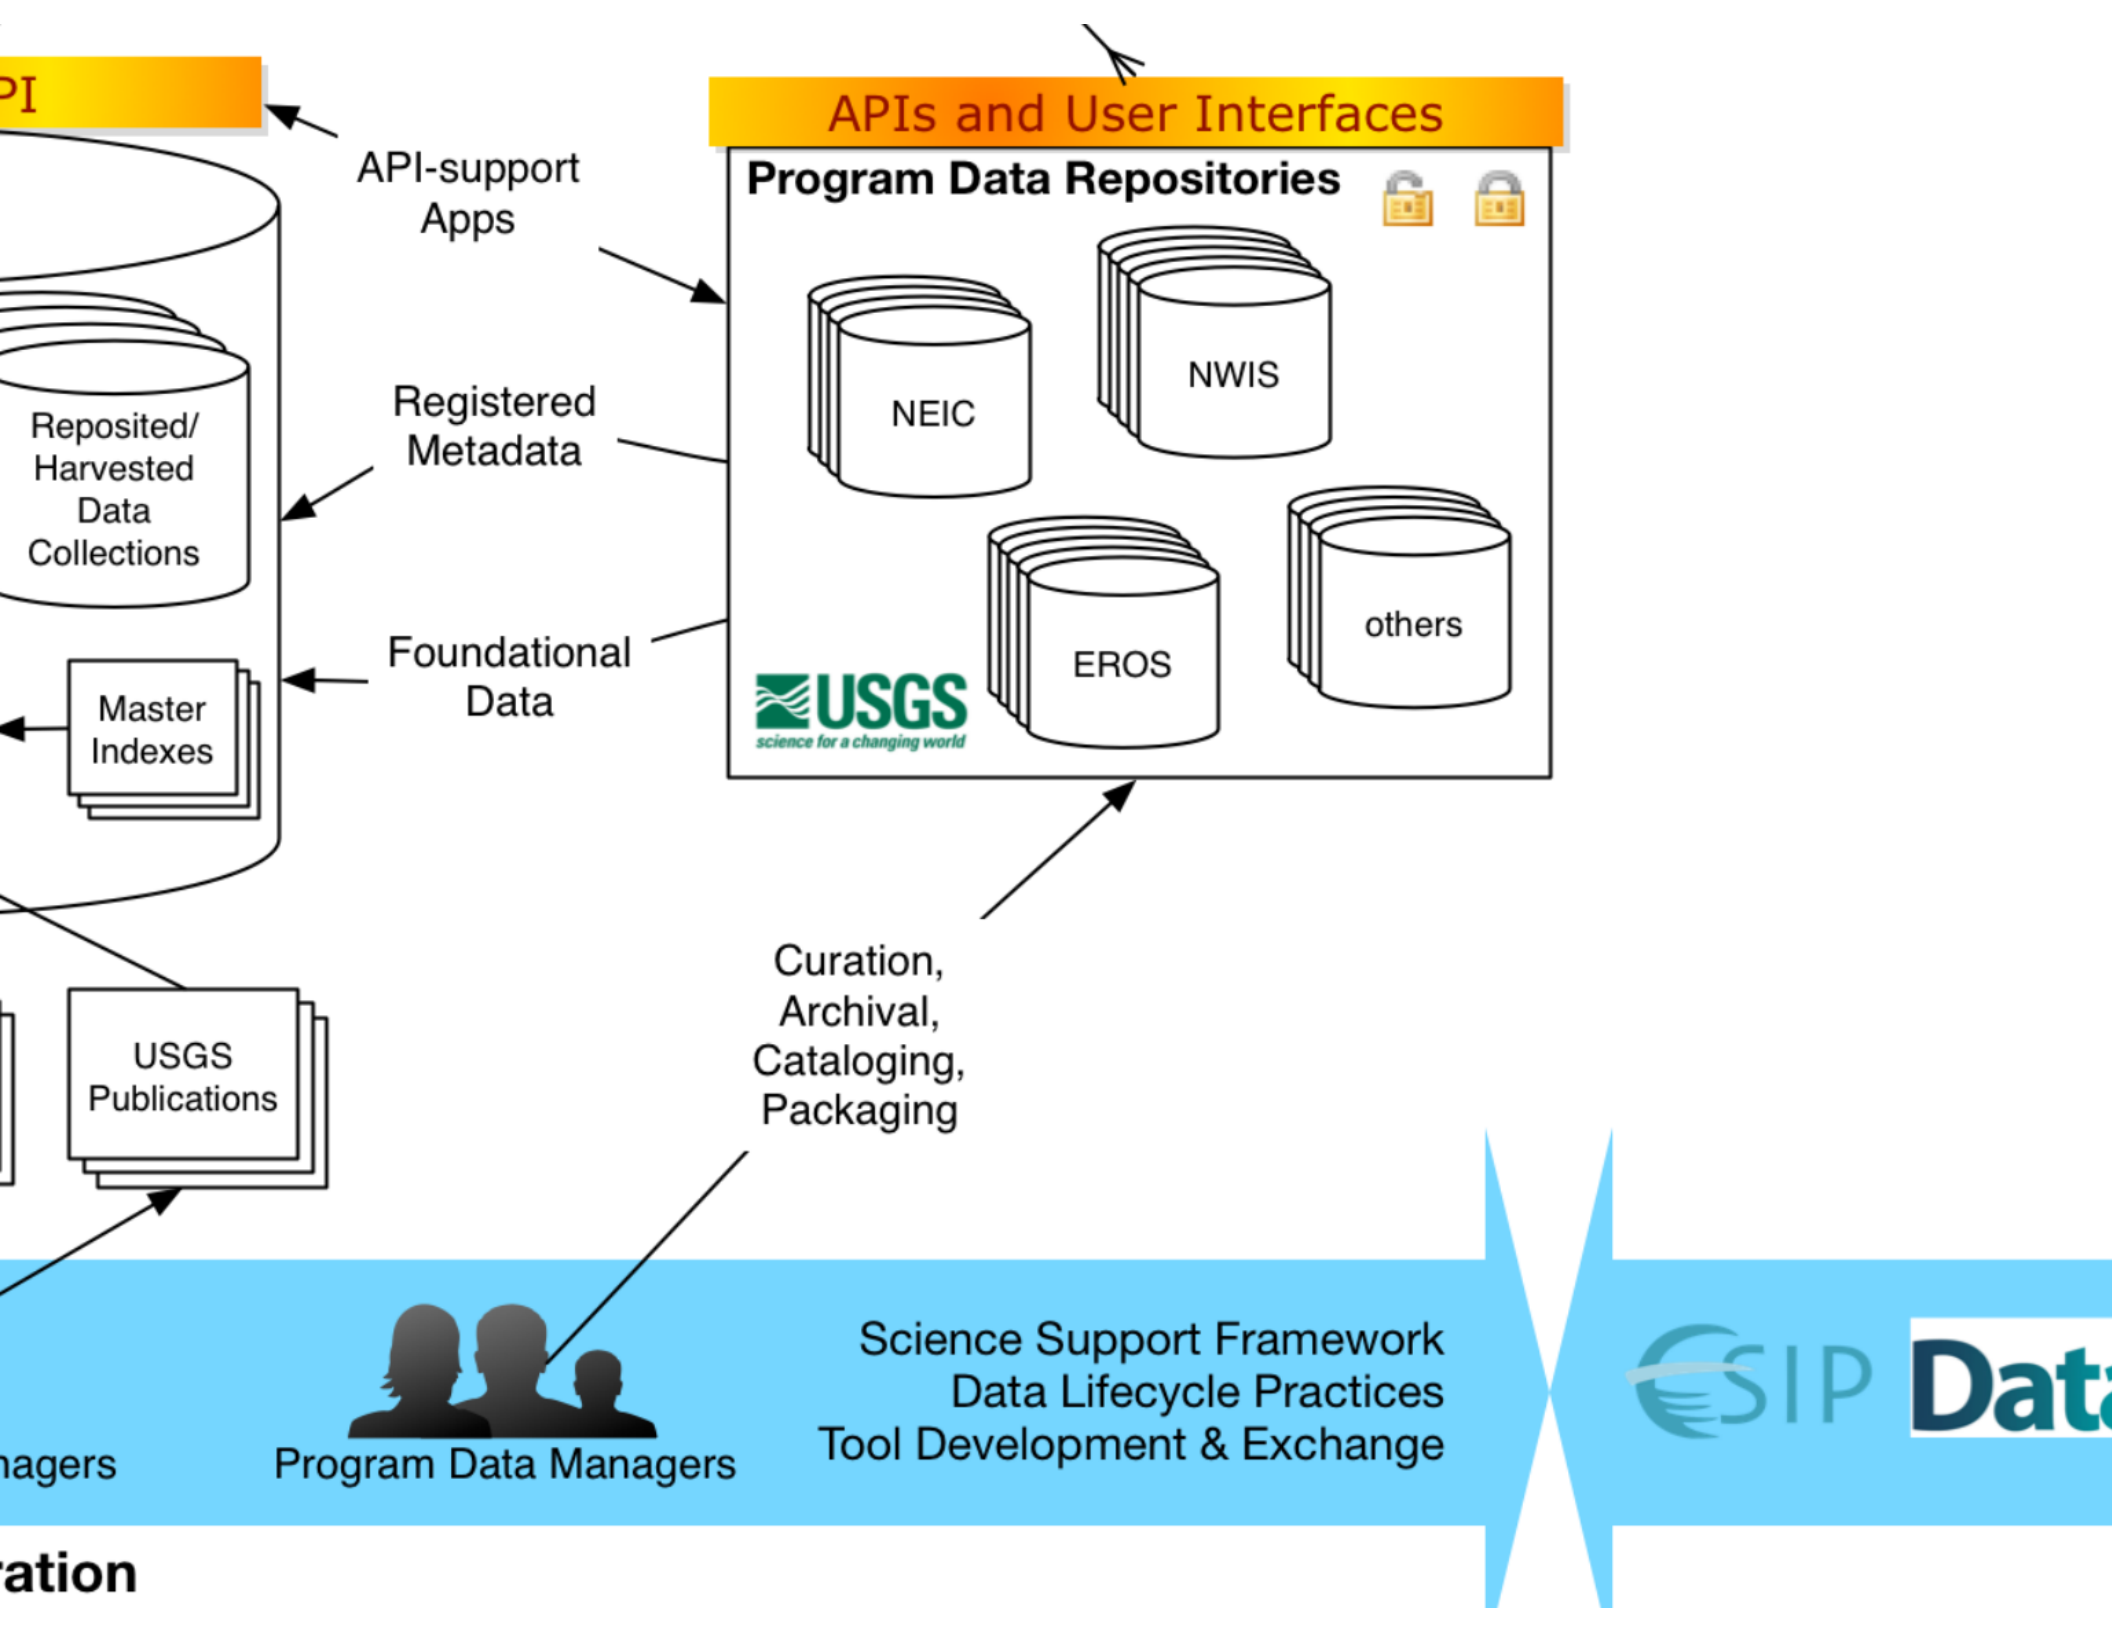 PI
APIs and User Interfaces
API-support
Apps
Program Data Repositories
NEIC
NWIS
EROS
others
USGS
science for a changing world
Registered
Metadata
Foundational
Data
Reposited/
Harvested
Data
Collections
Master
Indexes
USGS
Publications
Curation,
Archival,
Cataloging,
Packaging
nagers
Program Data Managers
Science Support Framework
Data Lifecycle Practices
Tool Development & Exchange
ESIP
Data
ration